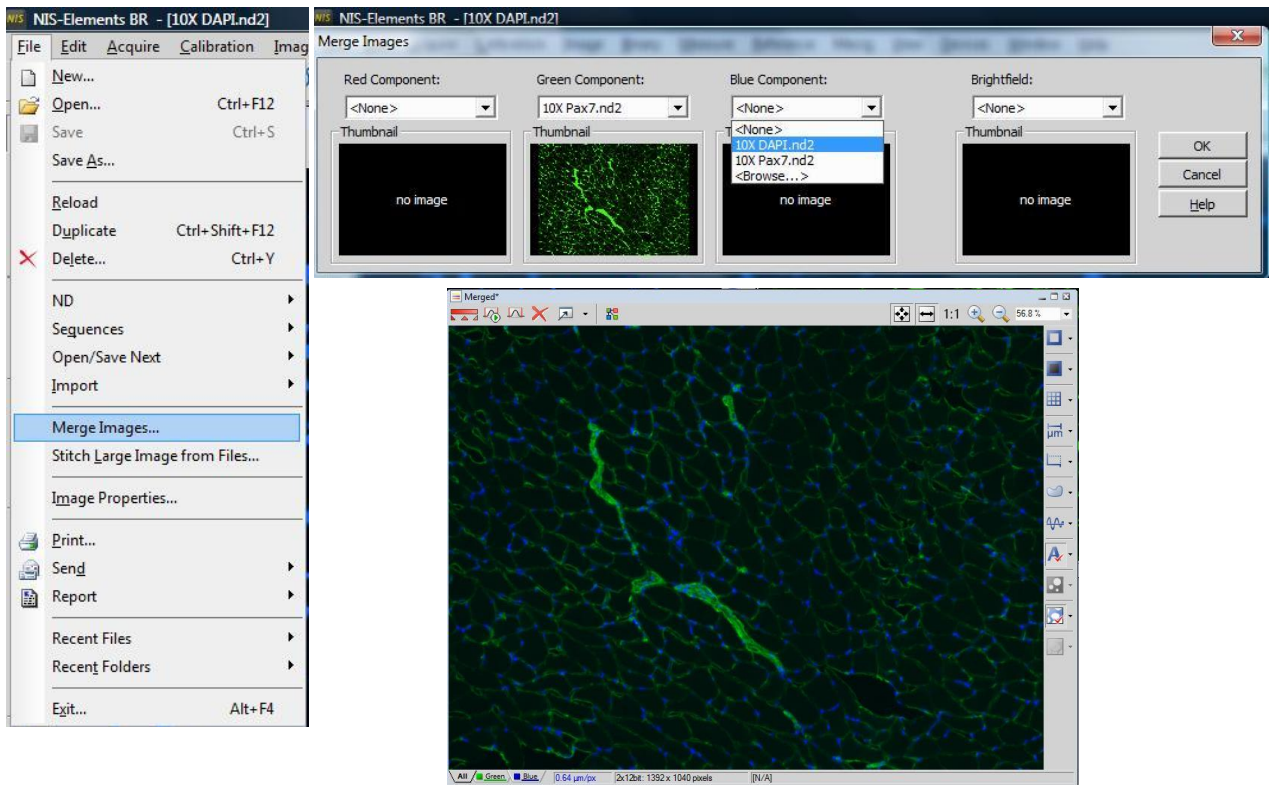 NIS NIS-Elements BR - [10X DAPI.nd2]
File Edit Acquire Calibration Imag
New...
Open... Ctrl+F12
Save Ctrl+S
Save As...
Reload
Duplicate Ctrl+Shift+F12
Delete... Ctrl+Y
ND
Sequences
Open/Save Next
Import
Merge Images...
Stitch Large Image from Files...
Image Properties...
Print...
Send
Report
Recent Files
Recent Folders
Exit... Alt+F4
NIS NIS-Elements BR - [10X DAPI.nd2]
Merge Images
Red Component: Green Component: Blue Component: Brightfield:
<None> 10X Pax7.nd2 <None> <None>
Thumbnail Thumbnail T Thumbnail
<None>
10X DAPI.nd2
10X Pax7.nd2
<Browse...>
no image no image no image
OK
Cancel
Help
Merged*
1:1 56.8%
µm
All Green Blue 0.64 µm/px 2x12bit: 1392 x 1040 pixels [N/A]